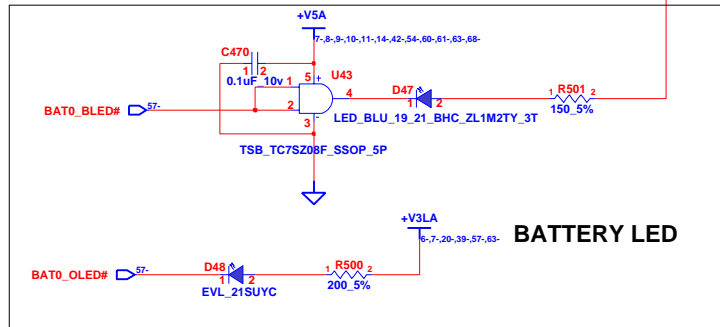 +V5A
7-,8-,9-,10-,11-,14-,42-,54-,60-,61-,63-,68-
C470
1 2
0.1uF_10v
U43
5 +
1
2
4
3 -
D47
1 2
LED_BLU_19_21_BHC_ZL1M2TY_3T
R501
1 2
150_5%
BAT0_BLED#
57-
TSB_TC7SZ08F_SSOP_5P
+V3LA
6-,7-,20-,39-,57-,63-
BATTERY LED
BAT0_OLED#
57-
D48
1 2
EVL_21SUYC
R500
1 2
200_5%